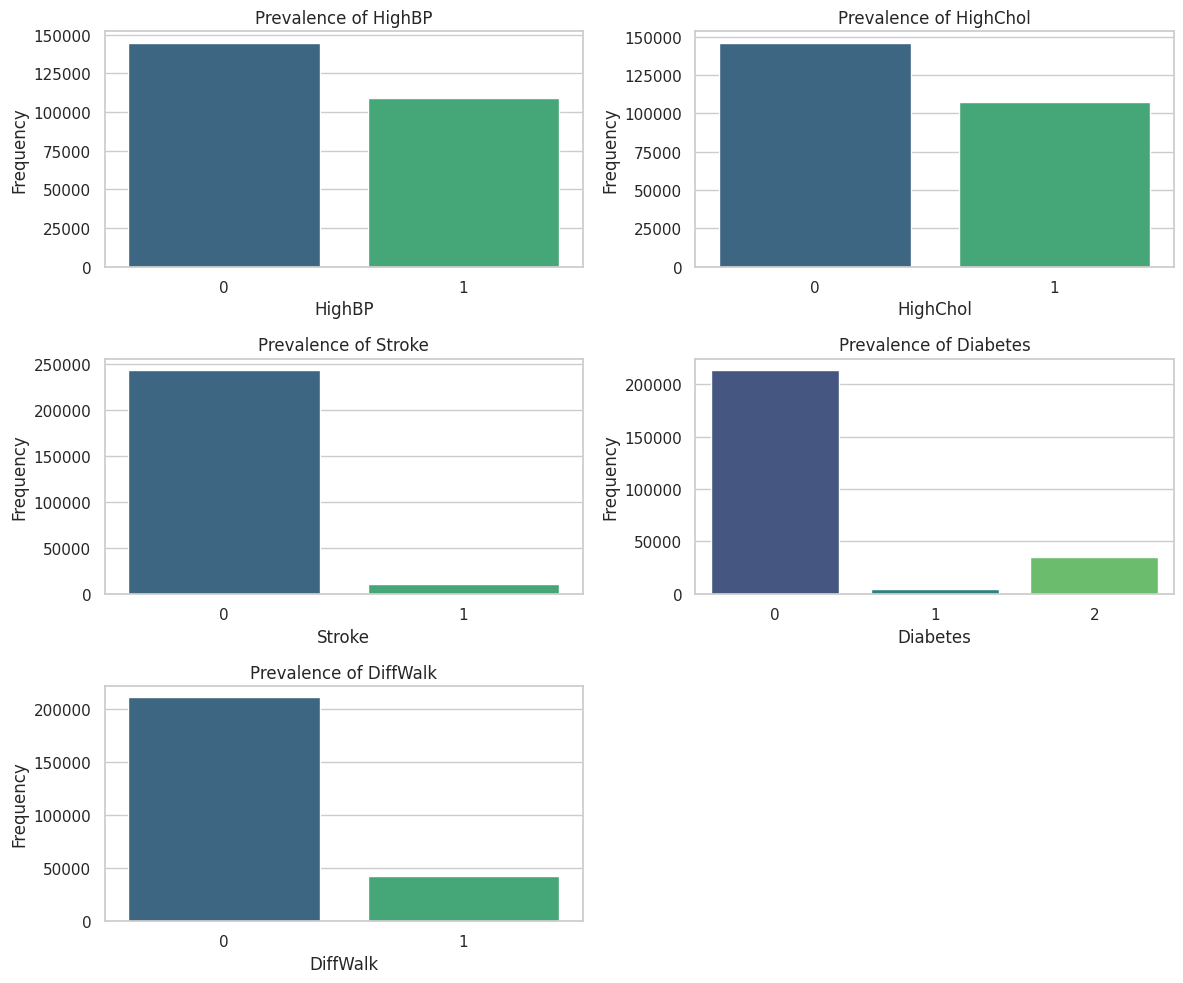 Prevalence of HighBP
150000
125000
100000
75000
50000
25000
0
Frequency
0 1
HighBP
Prevalence of HighChol
150000
125000
100000
75000
50000
25000
0
Frequency
0 1
HighChol
Prevalence of Stroke
250000
200000
150000
100000
50000
0
Frequency
0 1
Stroke
Prevalence of Diabetes
200000
150000
100000
50000
0
Frequency
0 1 2
Diabetes
Prevalence of DiffWalk
200000
150000
100000
50000
0
Frequency
0 1
DiffWalk